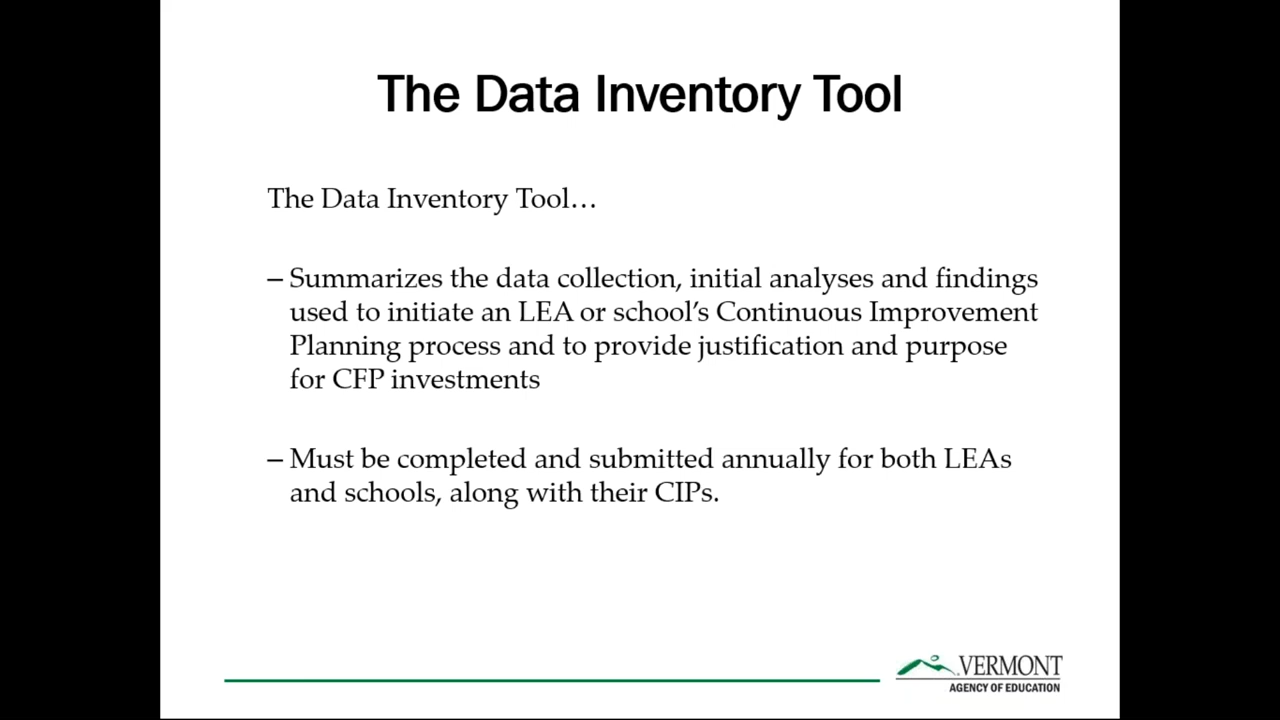 The Data Inventory Tool
The Data Inventory Tool…
– Summarizes the data collection, initial analyses and findings
used to initiate an LEA or school’s Continuous Improvement
Planning process and to provide justification and purpose
for CFP investments
– Must be completed and submitted annually for both LEAs
and schools, along with their CIPs.
VERMONT
AGENCY OF EDUCATION